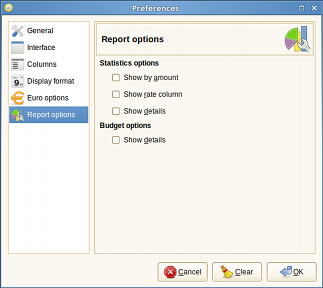 Preferences
General
Interface
Columns
Display format
Euro options
Report options
Report options
Statistics options
Show by amount
Show rate column
Show details
Budget options
Show details
Cancel
Clear
OK